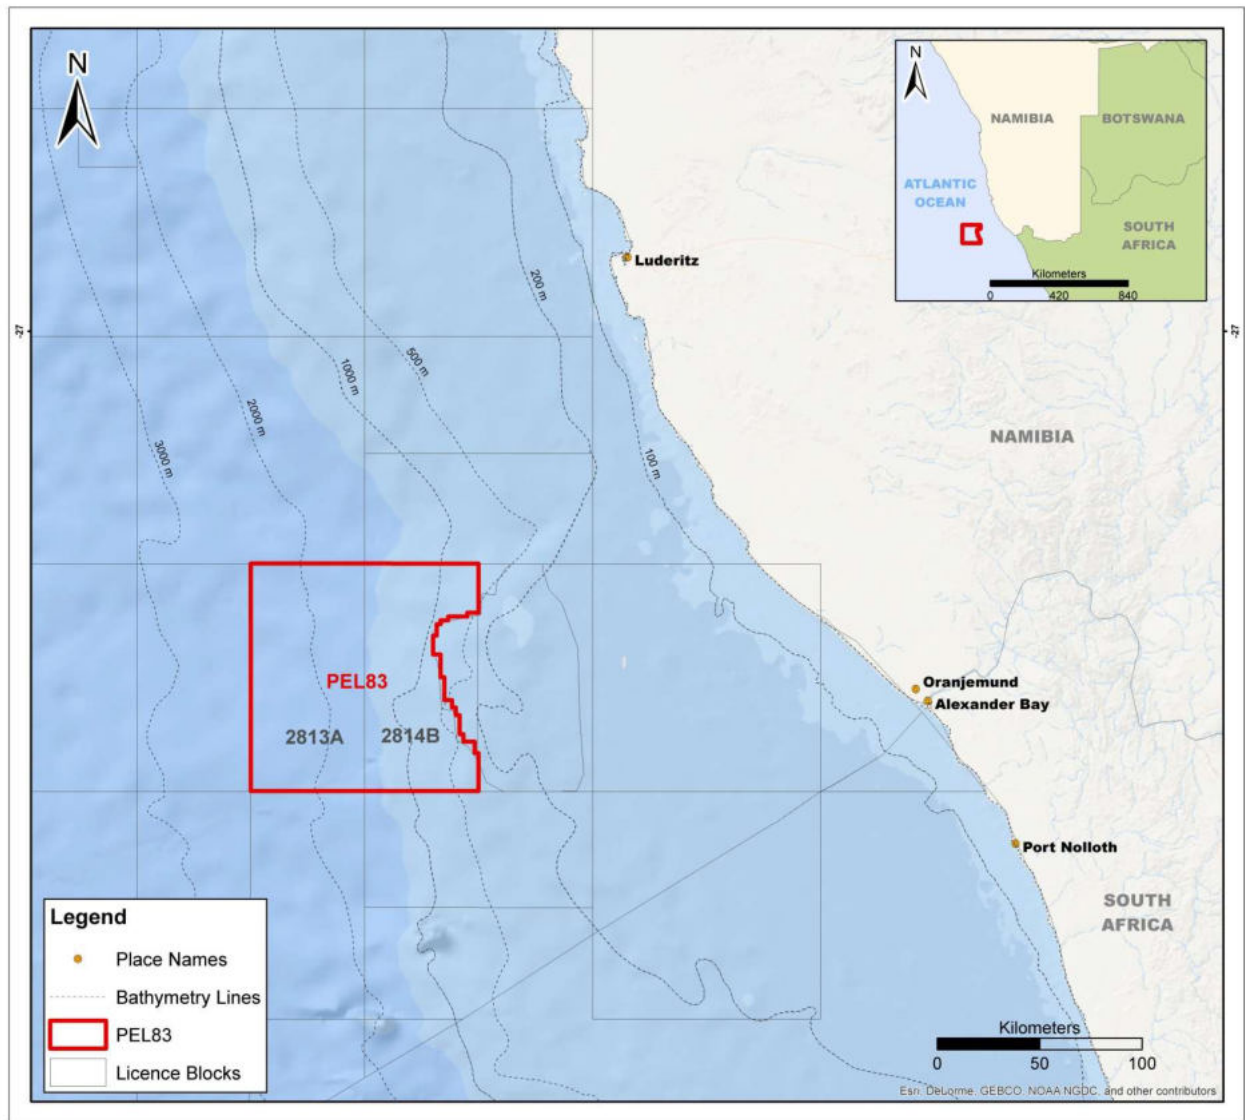 N
N
NAMIBIA
BOTSWANA
ATLANTIC
OCEAN
SOUTH
AFRICA
Kilometers
0 420 840
Luderitz
200 m
-27
-27
500 m
1000 m
2000 m
3000 m
100 m
NAMIBIA
PEL83
Oranjemund
Alexander Bay
2813A
2814B
Port Nolloth
SOUTH
AFRICA
Legend
Place Names
Bathymetry Lines
PEL83
Licence Blocks
Kilometers
0 50 100
Esri, DeLorme, GEBCO, NOAA NGDC, and other contributors